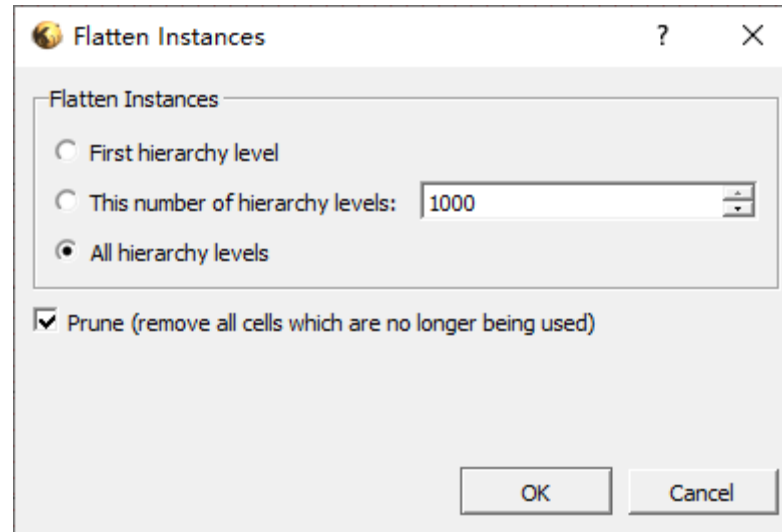 Flatten Instances
Flatten Instances
First hierarchy level
This number of hierarchy levels: 1000
All hierarchy levels
Prune (remove all cells which are no longer being used)
OK Cancel